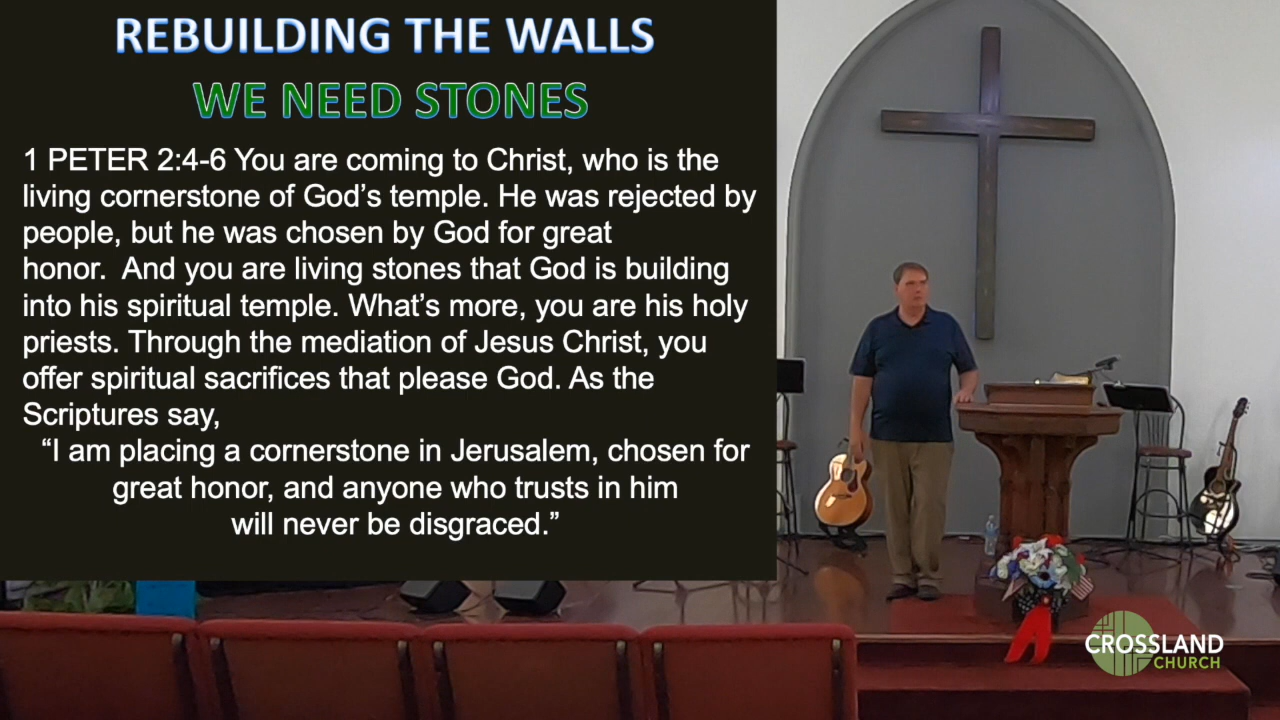 REBUILDING THE WALLS
WE NEED STONES
1 PETER 2:4-6 You are coming to Christ, who is the
living cornerstone of God’s temple. He was rejected by
people, but he was chosen by God for great
honor.  And you are living stones that God is building
into his spiritual temple. What’s more, you are his holy
priests. Through the mediation of Jesus Christ, you
offer spiritual sacrifices that please God. As the
Scriptures say,
“I am placing a cornerstone in Jerusalem, chosen for
great honor, and anyone who trusts in him
will never be disgraced.”
CROSSLAND
CHURCH